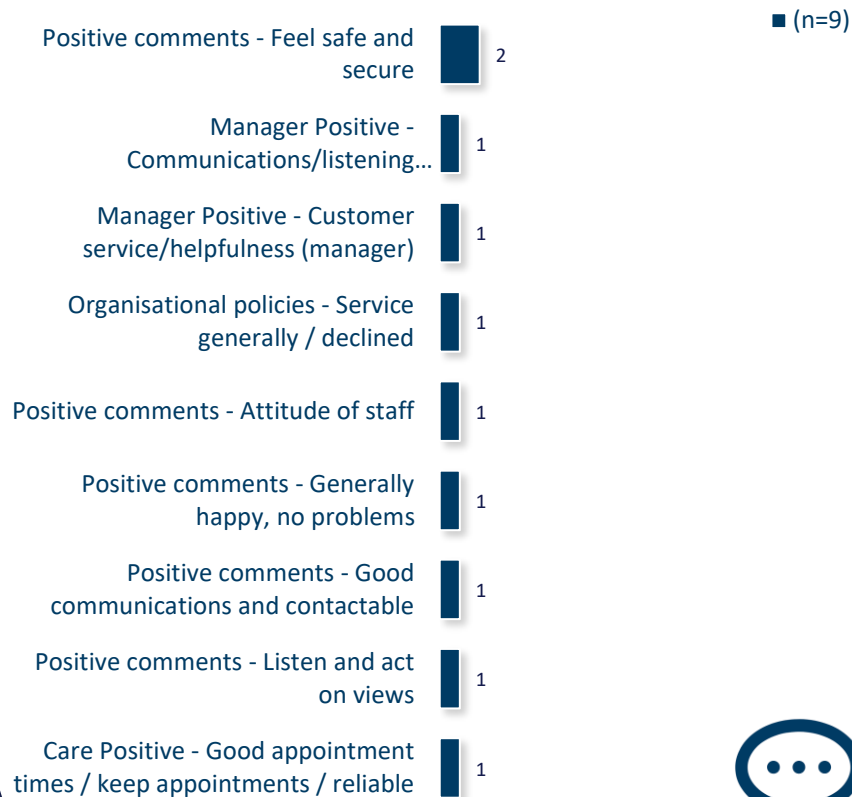 (n=9)
Positive comments - Feel safe and
secure
2
Manager Positive -
Communications/listening...
1
Manager Positive - Customer
service/helpfulness (manager)
1
Organisational policies - Service
generally / declined
1
Positive comments - Attitude of staff
1
Positive comments - Generally
happy, no problems
1
Positive comments - Good
communications and contactable
1
Positive comments - Listen and act
on views
1
Care Positive - Good appointment
times / keep appointments / reliable
1